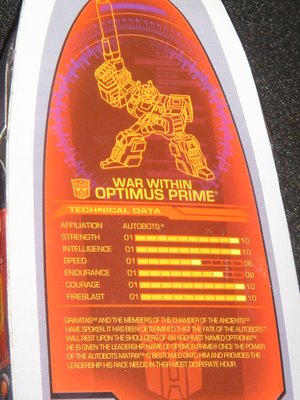 WAR WITHIN
OPTIMUS PRIME®
TECHNICAL DATA
AFFILIATION AUTOBOTS®
STRENGTH 01 10
INTELLIGENCE 01 10
SPEED 01 06
ENDURANCE 01 08
COURAGE 01 10
FIREBLAST 01 10
GRAVITAS™ AND THE MEMBERS OF THE CHAMBER OF THE ANCIENTS™
HAVE SPOKEN. IT HAS BEEN DETERMINED THAT THE FATE OF THE AUTOBOTS
WILL REST UPON THE SHOULDERS OF AN ARCHIVIST NAMED OPTRONIX™.
HE IS GIVEN THE LEADERSHIP NAME OF OPTIMUS PRIME® ONCE THE POWER OF
THE AUTOBOTS MATRIX™ IS BESTOWED ONTO HIM AND PROVIDES THE
LEADERSHIP HIS RACE NEEDS IN THEIR MOST DESPERATE HOUR.